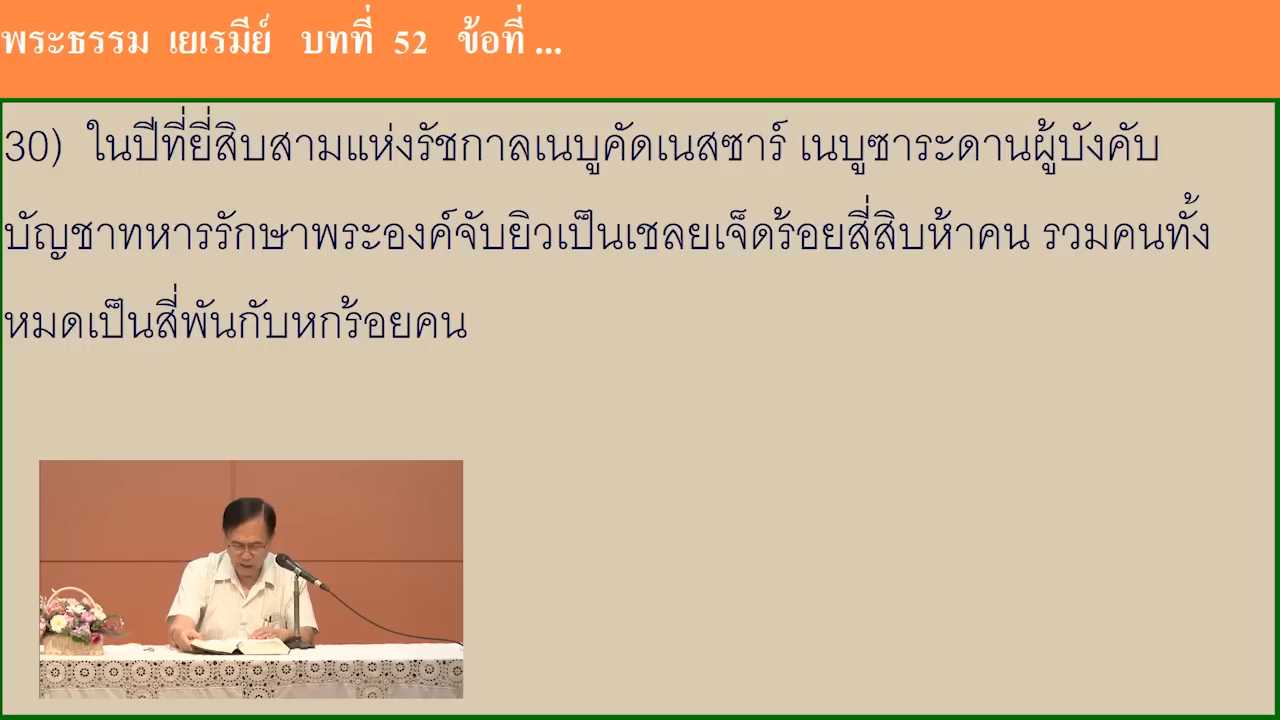 พระธรรม เยเรมีย์ บทที่ 52 ข้อที่ ...
30) ในปีที่ยี่สิบสามแห่งรัชกาลเนบูคัดเนสซาร์ เนบูซาระดานผู้บังคับ
บัญชาทหารรักษาพระองค์จับยิวเป็นเชลยเจ็ดร้อยสี่สิบห้าคน รวมคนทั้ง
หมดเป็นสี่พันกับหกร้อยคน